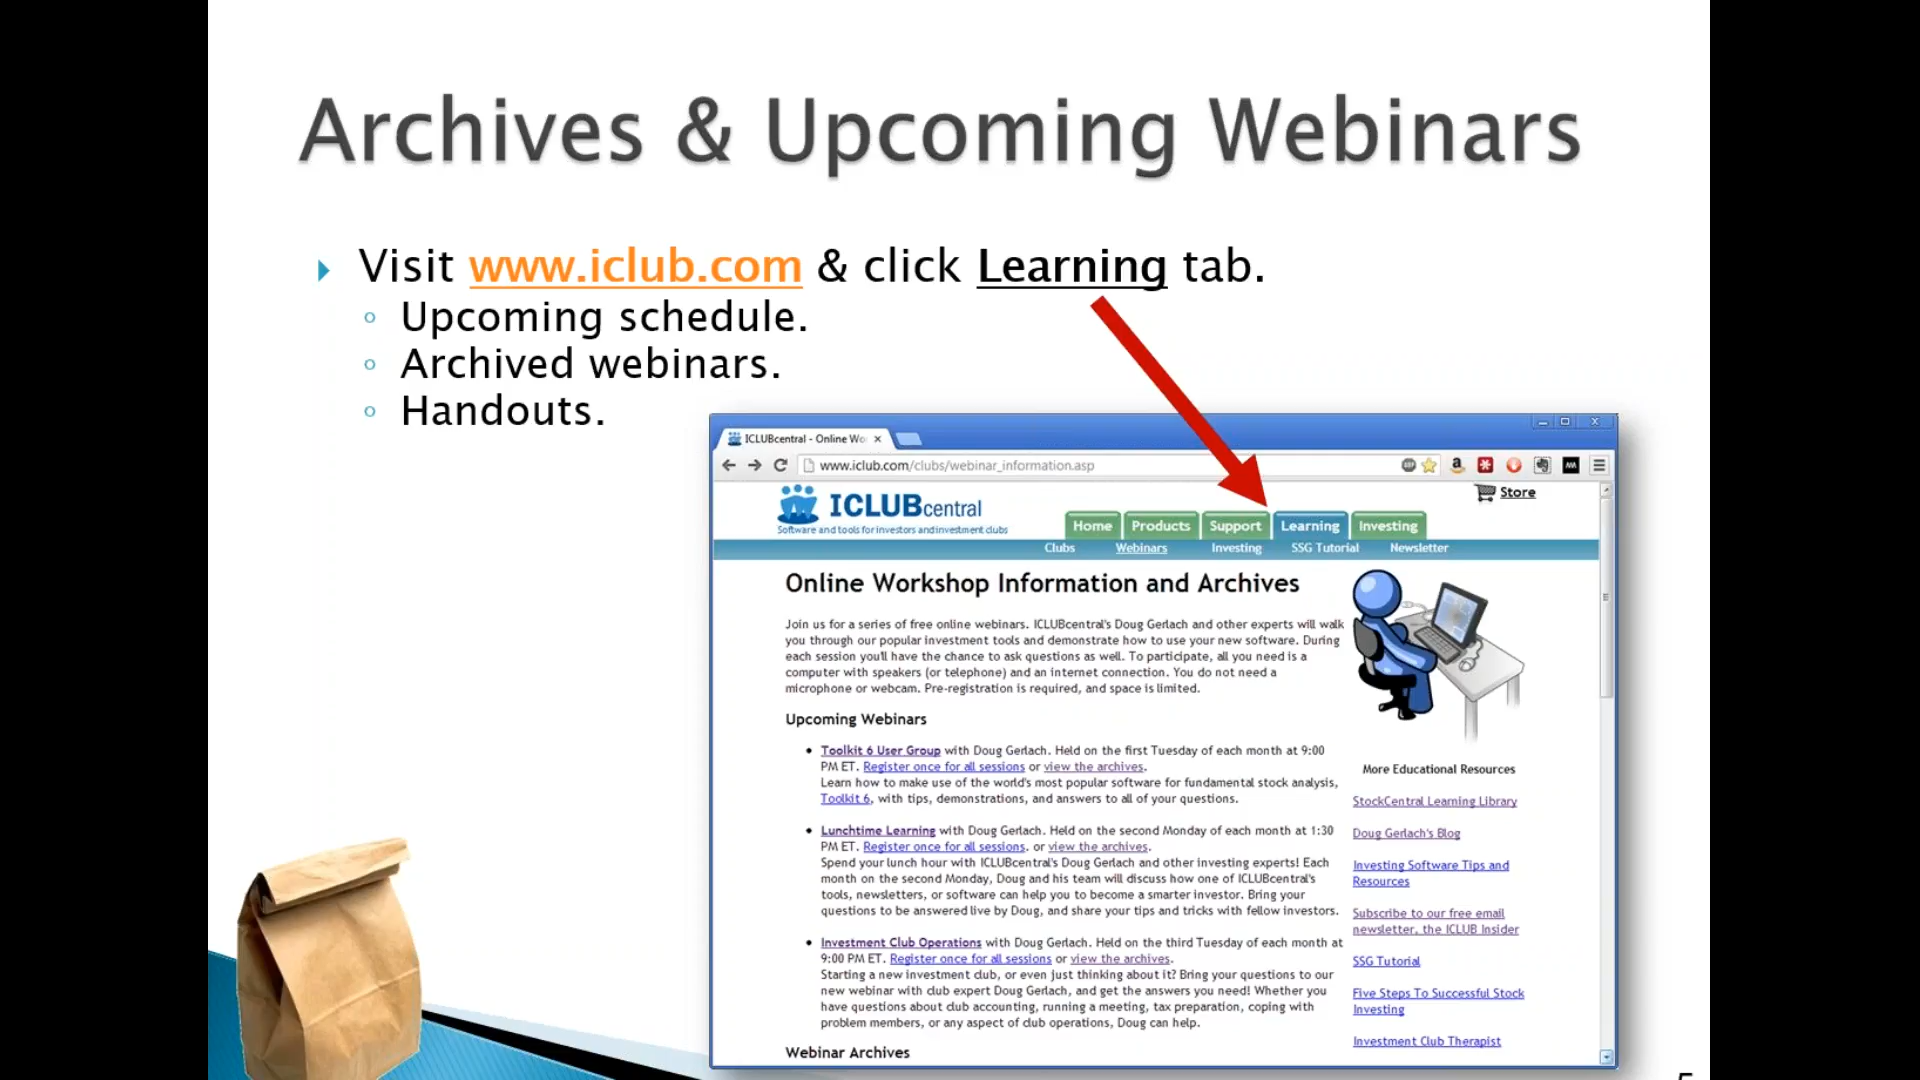 Archives & Upcoming Webinars
Visit www.iclub.com & click Learning tab.
Upcoming schedule.
Archived webinars.
Handouts.
ICLUBcentral - Online Wo
www.iclub.com/clubs/webinar_information.asp
Store
ICLUBcentral
Software and tools for investors and investment clubs
Home Products Support Learning Investing
Clubs Webinars Investing SSG Tutorial Newsletter
Online Workshop Information and Archives
Join us for a series of free online webinars. ICLUBcentral's Doug Gerlach and other experts will walk
you through our popular investment tools and demonstrate how to use your new software. During
each session you'll have the chance to ask questions as well. To participate, all you need is a
computer with speakers (or telephone) and an internet connection. You do not need a
microphone or webcam. Pre-registration is required, and space is limited.
Upcoming Webinars
Toolkit 6 User Group with Doug Gerlach. Held on the first Tuesday of each month at 9:00
PM ET. Register once for all sessions or view the archives.
Learn how to make use of the world's most popular software for fundamental stock analysis,
Toolkit 6, with tips, demonstrations, and answers to all of your questions.
Lunchtime Learning with Doug Gerlach. Held on the second Monday of each month at 1:30
PM ET. Register once for all sessions. or view the archives.
Spend your lunch hour with ICLUBcentral's Doug Gerlach and other investing experts! Each
month on the second Monday, Doug and his team will discuss how one of ICLUBcentral's
tools, newsletters, or software can help you to become a smarter investor. Bring your
questions to be answered live by Doug, and share your tips and tricks with fellow investors.
Investment Club Operations with Doug Gerlach. Held on the third Tuesday of each month at
9:00 PM ET. Register once for all sessions or view the archives.
Starting a new investment club, or even just thinking about it? Bring your questions to our
new webinar with club expert Doug Gerlach, and get the answers you need! Whether you
have questions about club accounting, running a meeting, tax preparation, coping with
problem members, or any aspect of club operations, Doug can help.
Webinar Archives
More Educational Resources
StockCentral Learning Library
Doug Gerlach's Blog
Investing Software Tips and
Resources
Subscribe to our free email
newsletter, the ICLUB Insider
SSG Tutorial
Five Steps To Successful Stock
Investing
Investment Club Therapist